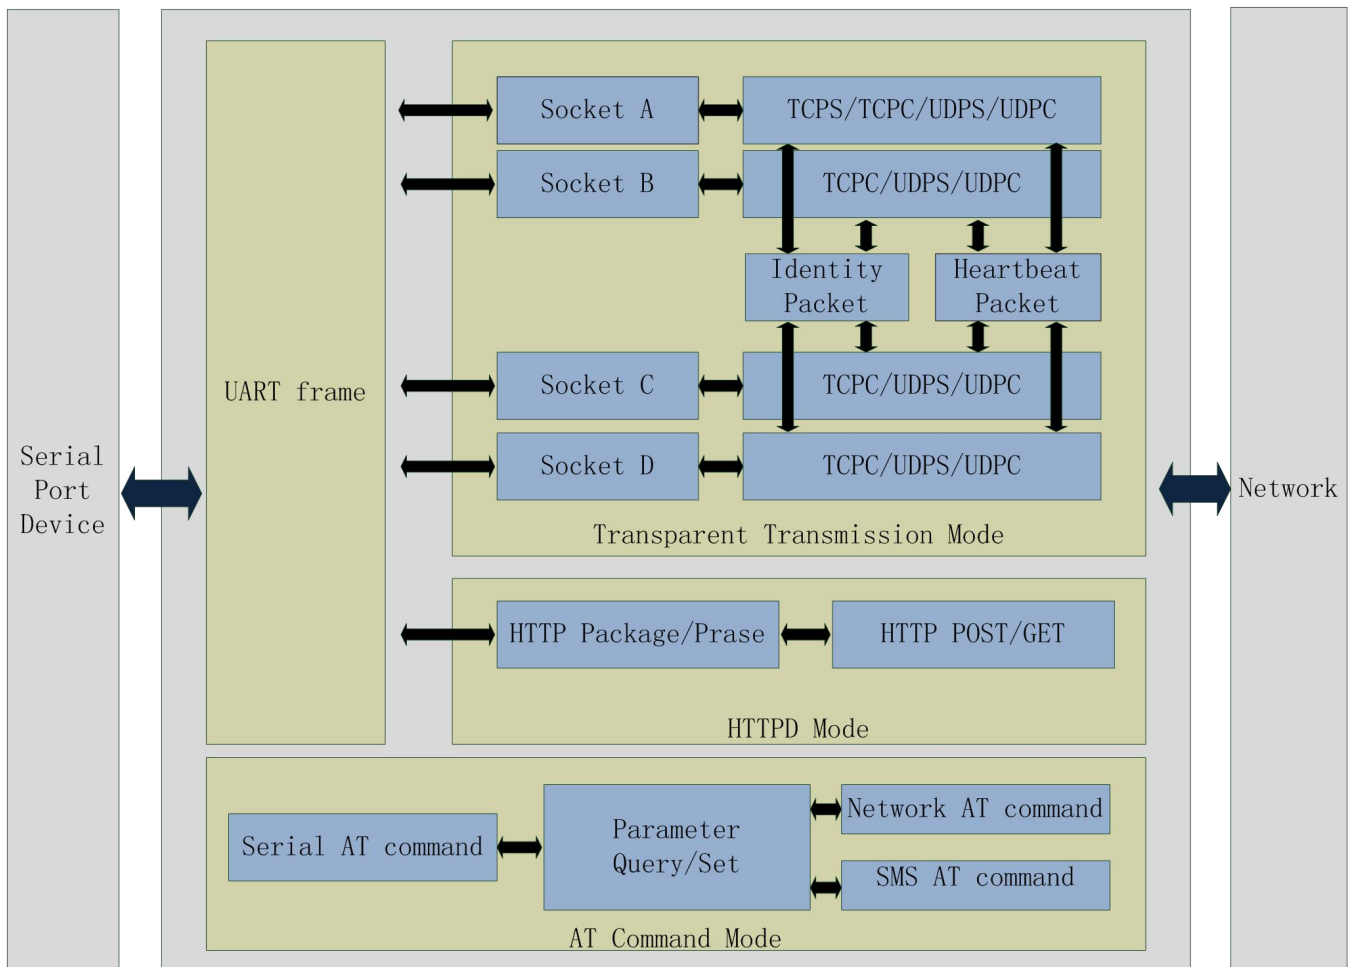 Serial
Port
Device
UART frame
Socket A
TCPS/TCPC/UDPS/UDPC
Socket B
TCPC/UDPS/UDPC
Identity
Packet
Heartbeat
Packet
Socket C
TCPC/UDPS/UDPC
Socket D
TCPC/UDPS/UDPC
Transparent Transmission Mode
HTTP Package/Prase
HTTP POST/GET
HTTPD Mode
Serial AT command
Parameter
Query/Set
Network AT command
SMS AT command
AT Command Mode
Network